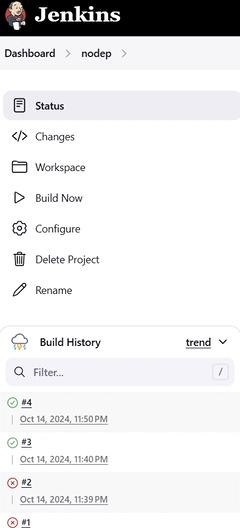 Jenkins
Dashboard > nodep >
Status
Changes
Workspace
Build Now
Configure
Delete Project
Rename
Build History trend
Filter... /
#4
Oct 14, 2024, 11:50 PM
#3
Oct 14, 2024, 11:40 PM
#2
Oct 14, 2024, 11:39 PM
#1